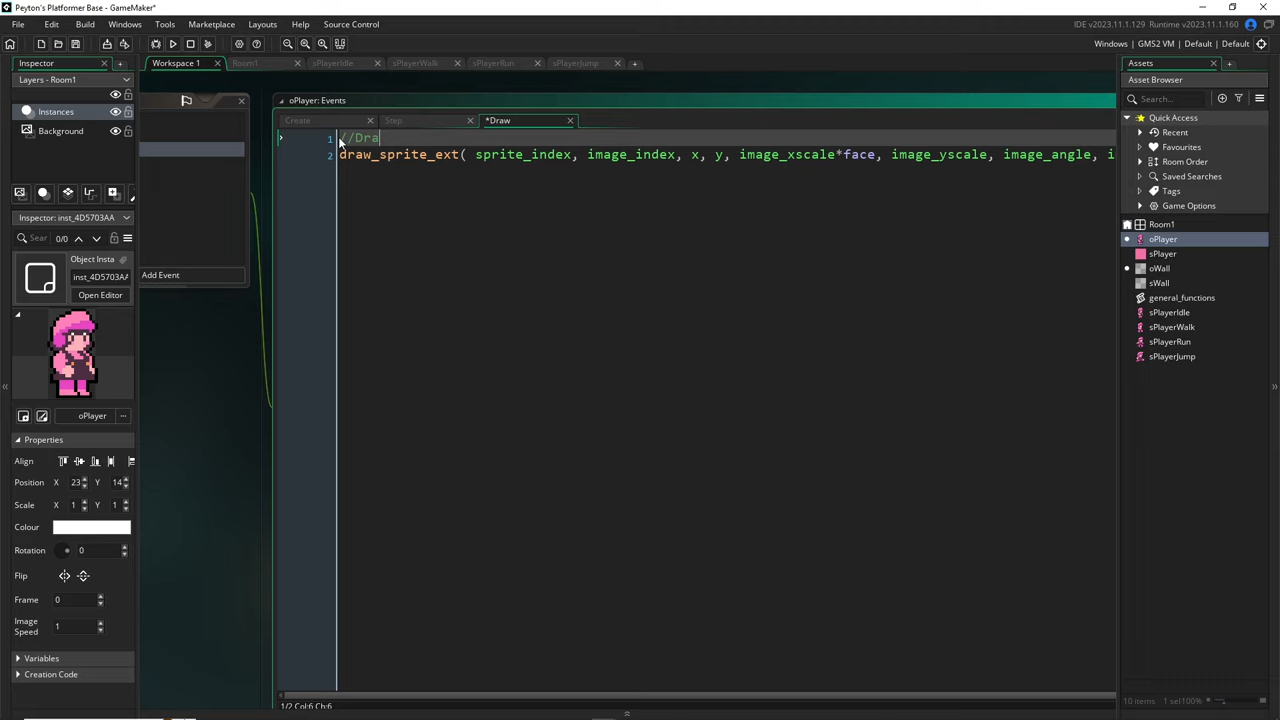 Peyton's Platformer Base - GameMaker*
File Edit Build Windows Tools Marketplace Layouts Help Source Control
IDE v2023.11.1.129 Runtime v2023.11.1.160
Windows | GMS2 VM | Default | Default
Inspector
Workspace 1 Room1 sPlayerIdle sPlayerWalk sPlayerRun sPlayerJump
Assets
Layers - Room1
Asset Browser
Instances
Background
oPlayer: Events
Create Step *Draw
1 //Dra
2 draw_sprite_ext( sprite_index, image_index, x, y, image_xscale*face, image_yscale, image_angle, i
Add Event
Inspector: inst_4D5703AA
Sear 0/0
Object Insta
inst_4D5703AA
Open Editor
oPlayer ...
Properties
Align
Position X 23 Y 14
Scale X 1 Y 1
Colour
Rotation 0
Flip
Frame 0
Image
Speed 1
Variables
Creation Code
1/2 Col:6 Ch:6
Search...
Quick Access
Recent
Favourites
Room Order
Saved Searches
Tags
Game Options
Room1
oPlayer
sPlayer
oWall
sWall
general_functions
sPlayerIdle
sPlayerWalk
sPlayerRun
sPlayerJump
10 items 1 sel 100%